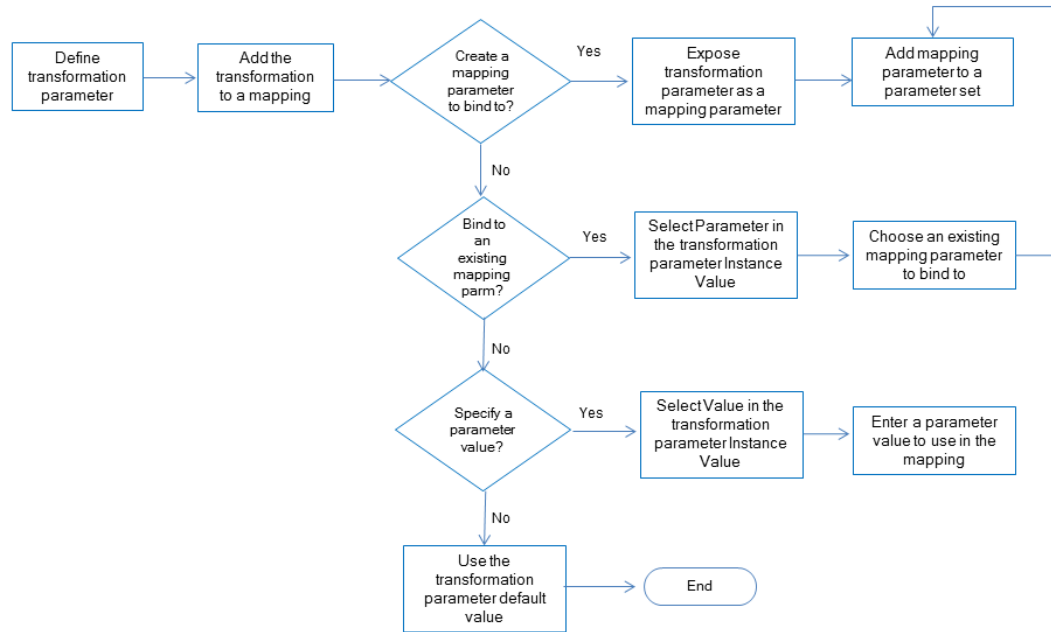 Define
transformation
parameter
Add the
transformation
to a mapping
Create a
mapping
parameter
to bind to?
Yes
Expose
transformation
parameter as a
mapping parameter
Add mapping
parameter to a
parameter set
No
Bind to
an
existing
mapping
parm?
Yes
Select Parameter in
the transformation
parameter Instance
Value
Choose an existing
mapping parameter
to bind to
No
Specify a
parameter
value?
Yes
Select Value in the
transformation
parameter Instance
Value
Enter a parameter
value to use in the
mapping
No
Use the
transformation
parameter default
value
End